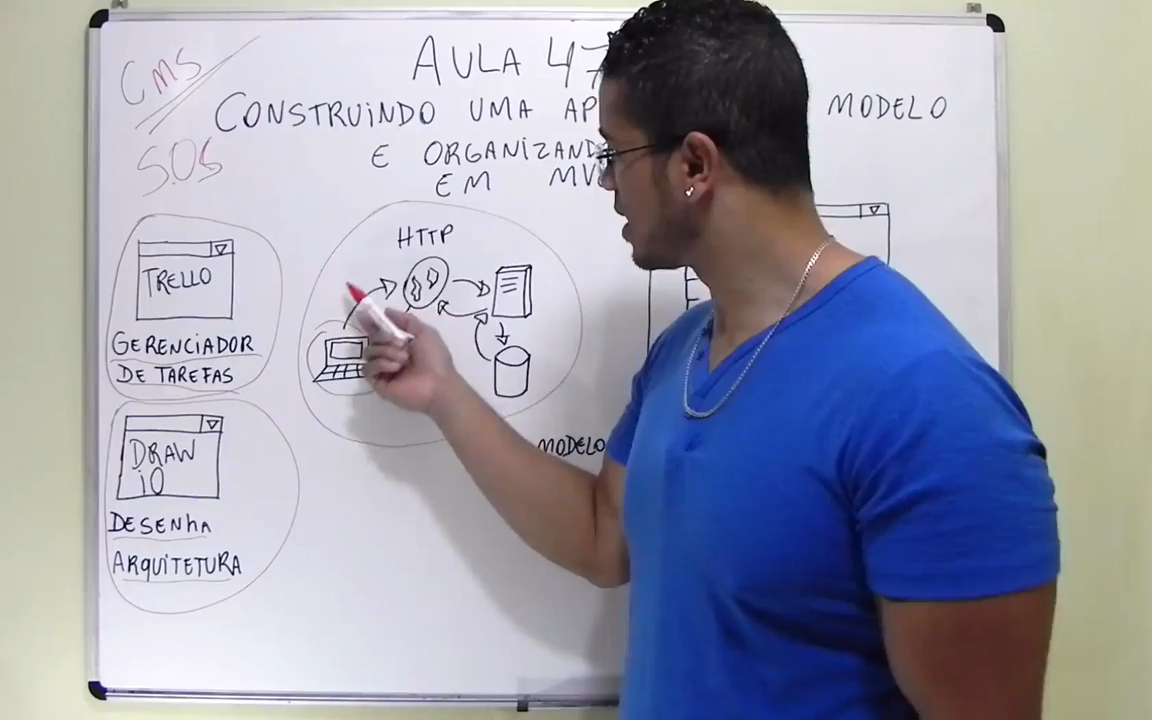 CMS
AULA 47
CONSTRUINDO UMA AP MODELO
S.O.S
E ORGANIZAND
EM MV
HTTP
TRELLO
GERENCIADOR
DE TAREFAS
MODELO
DRAW
iO
DESENhA
ARQUITETURA